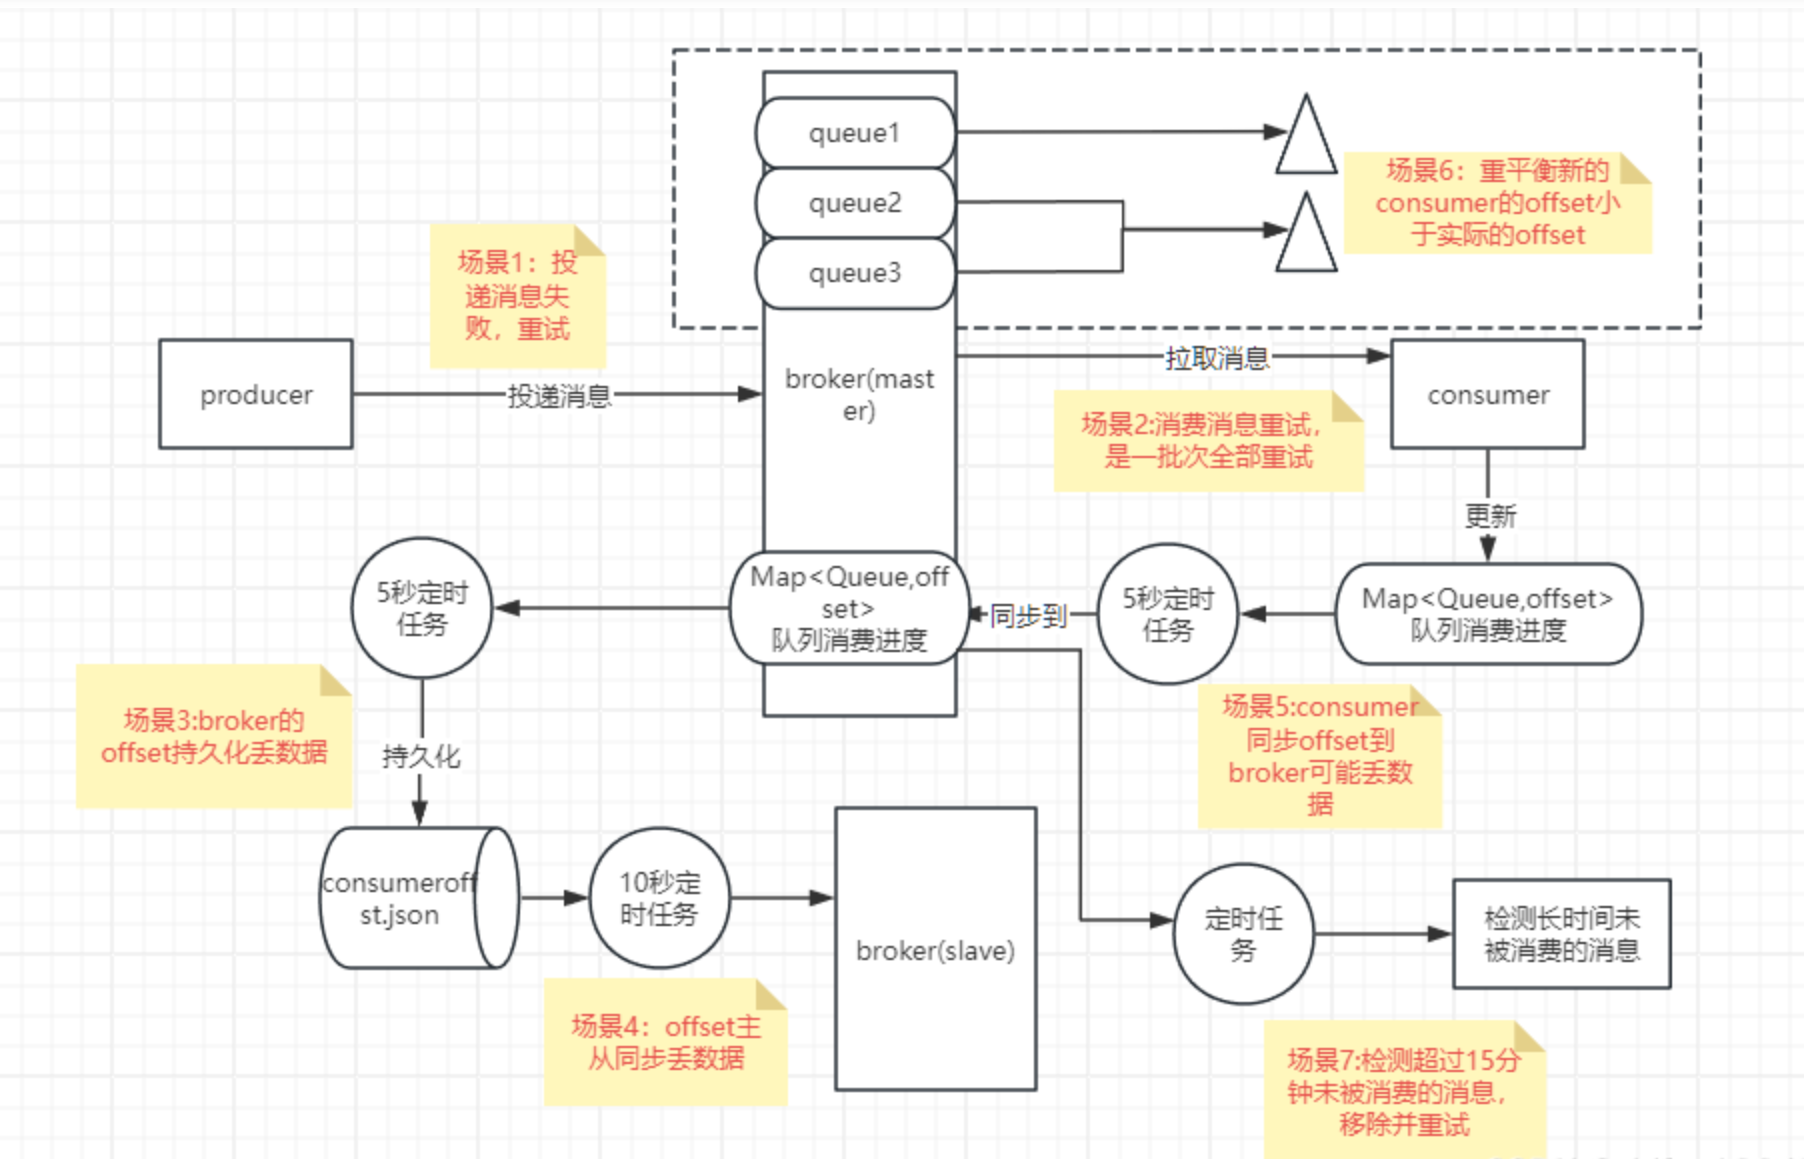 queue1
queue2
queue3
场景6：重平衡新的
consumer的offset小
于实际的offset
场景1：投
递消息失
败，重试
producer
投递消息
broker(mast
er)
拉取消息
consumer
场景2:消费消息重试，
是一批次全部重试
更新
5秒定时
任务
Map<Queue,off
set>
队列消费进度
同步到
5秒定时
任务
Map<Queue,offset>
队列消费进度
场景3:broker的
offset持久化丢数据
持久化
场景5:consumer
同步offset到
broker可能丢数
据
consumeroff
st.json
10秒定
时任务
broker(slave)
定时任
务
检测长时间未
被消费的消息
场景4：offset主
从同步丢数据
场景7:检测超过15分
钟未被消费的消息，
移除并重试